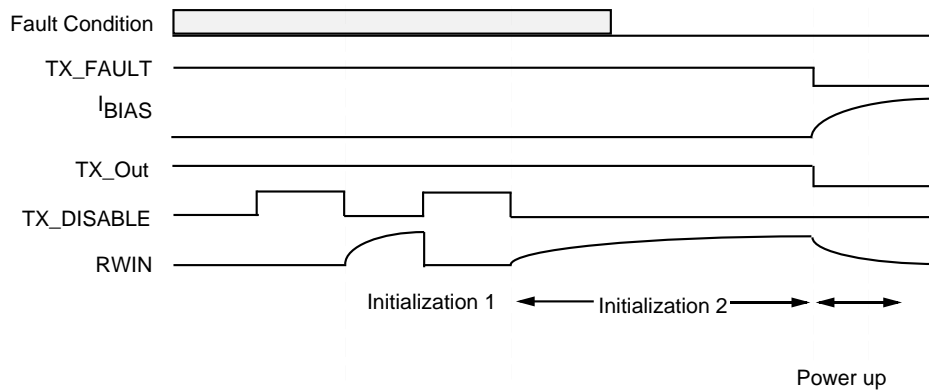 Fault Condition
TX_FAULT
IBIAS
TX_Out
TX_DISABLE
RWIN
Initialization 1
Initialization 2
Power up